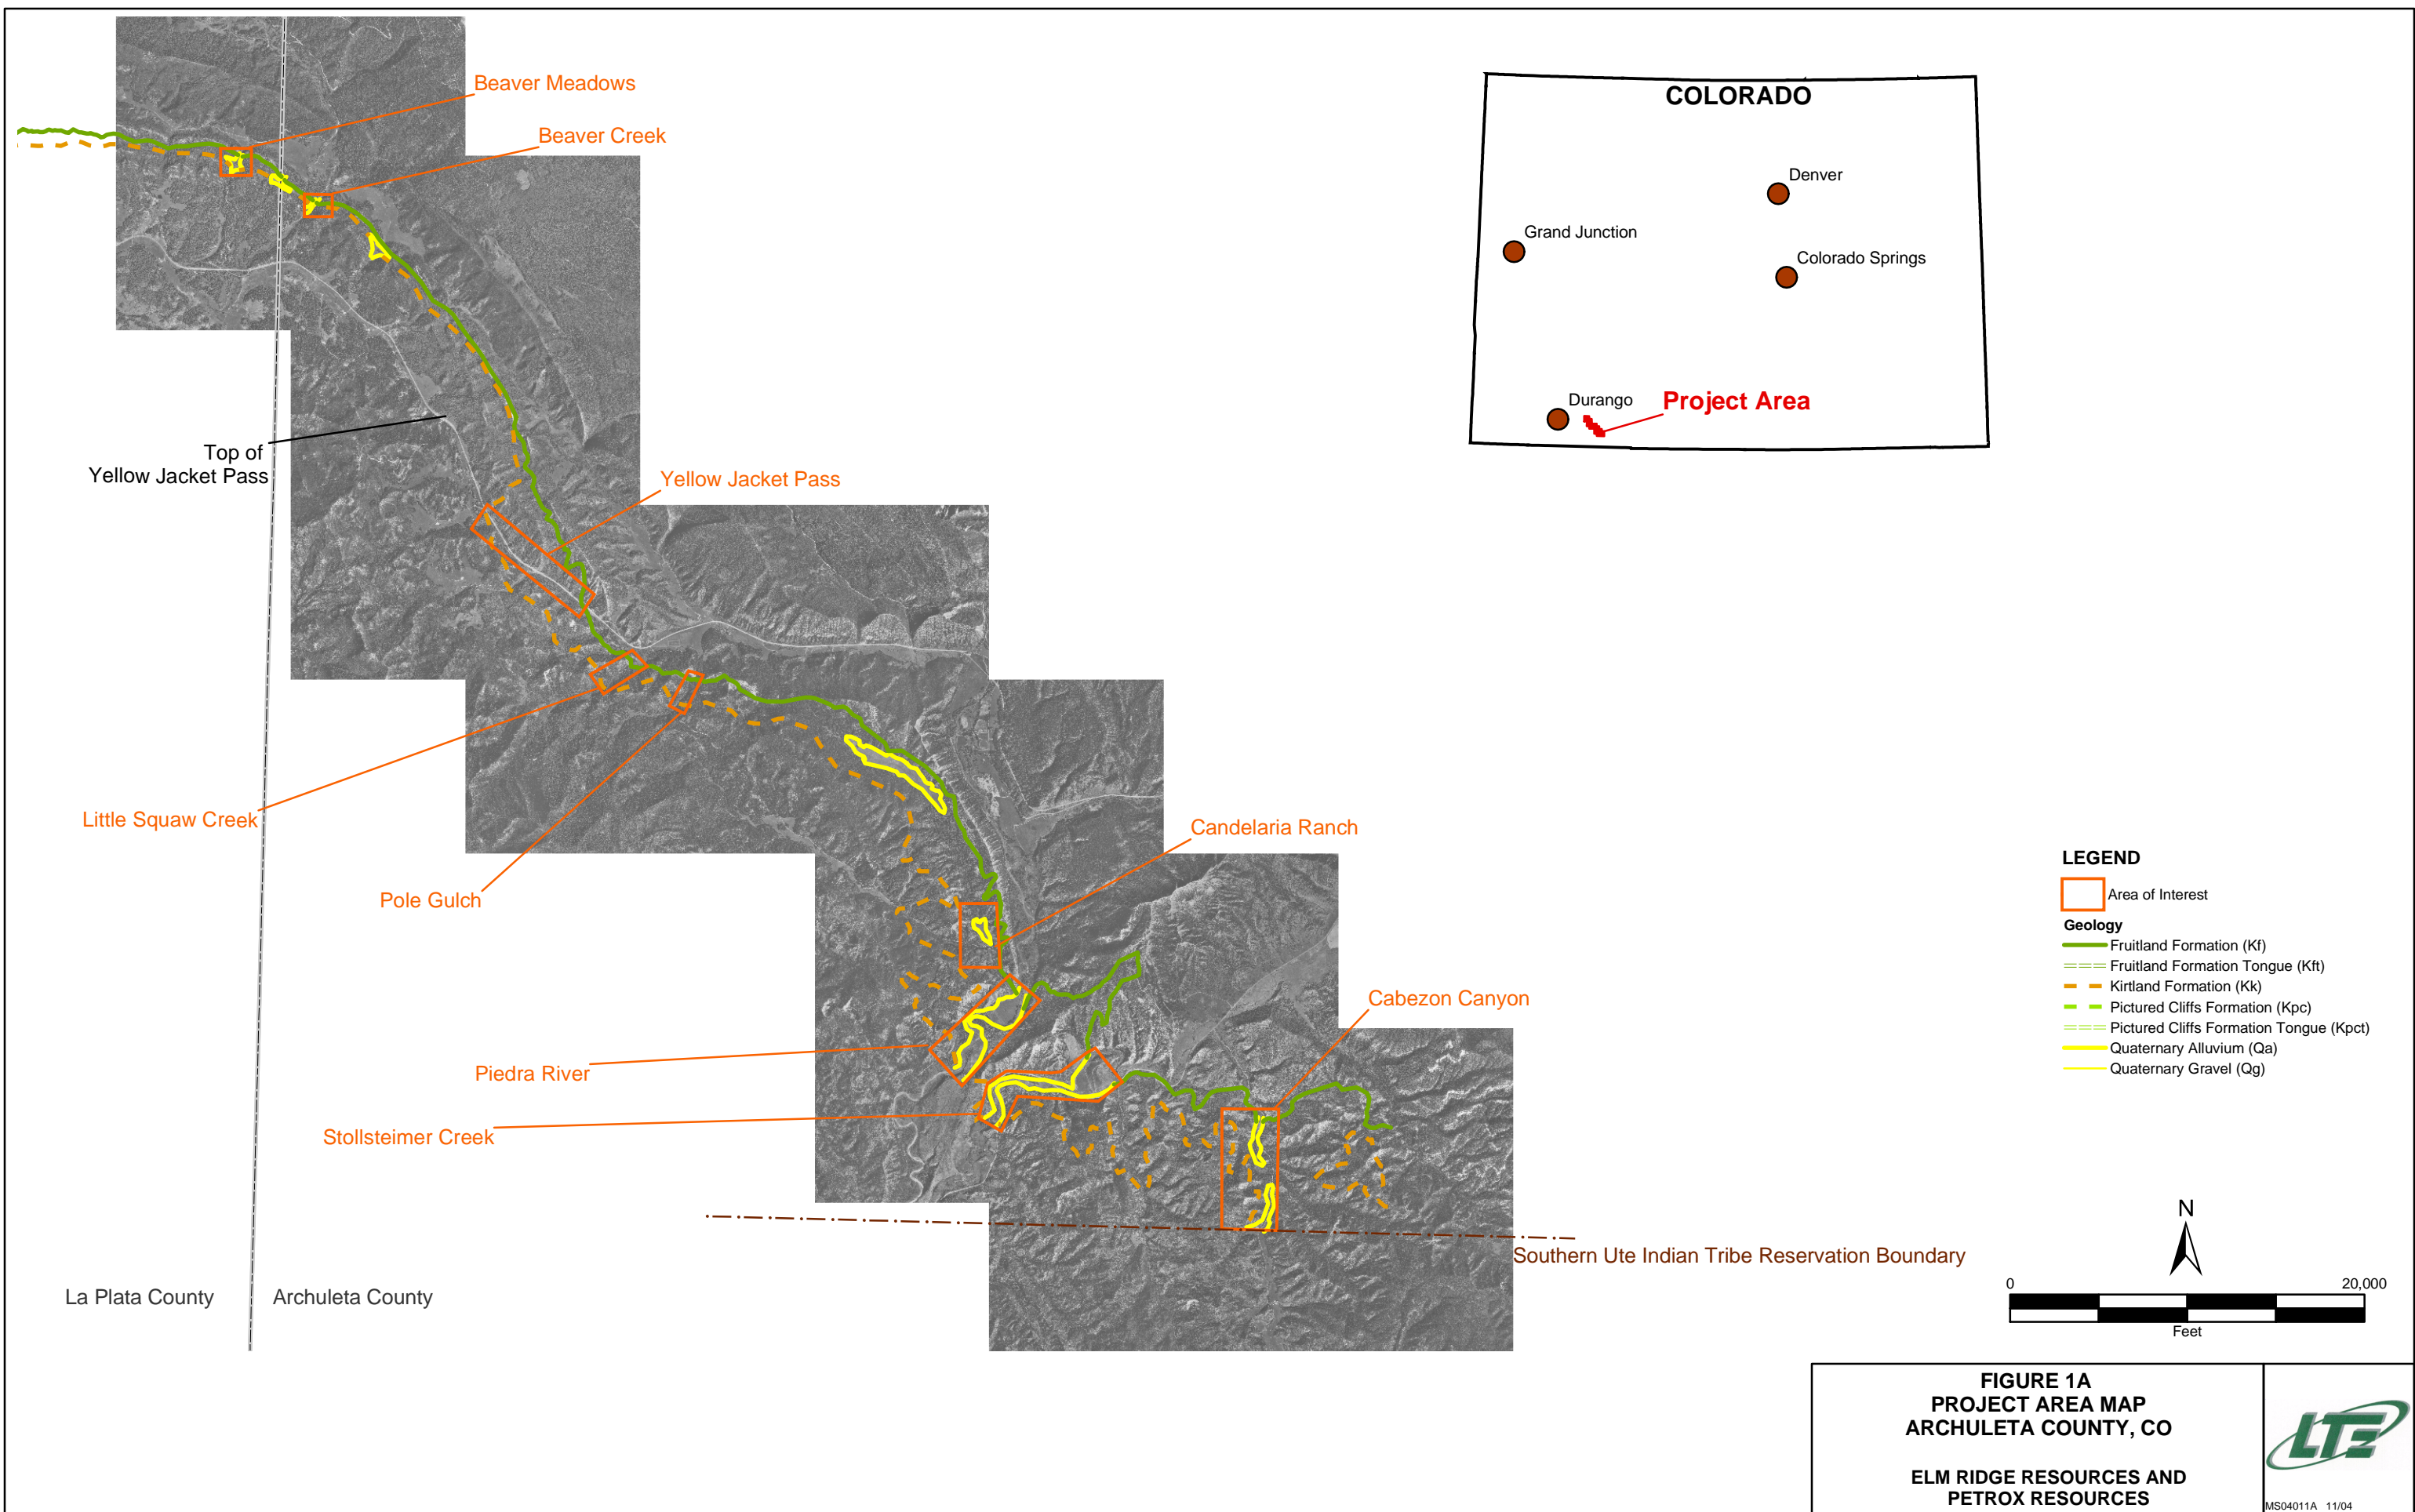 Beaver Meadows
Beaver Creek
Top of
Yellow Jacket Pass
Yellow Jacket Pass
Little Squaw Creek
Pole Gulch
Candelaria Ranch
Cabezon Canyon
Piedra River
Stollsteimer Creek
Southern Ute Indian Tribe Reservation Boundary
La Plata County
Archuleta County
COLORADO
Denver
Grand Junction
Colorado Springs
Durango
Project Area
LEGEND
Area of Interest
Geology
Fruitland Formation (Kf)
Fruitland Formation Tongue (Kft)
Kirtland Formation (Kk)
Pictured Cliffs Formation (Kpc)
Pictured Cliffs Formation Tongue (Kpct)
Quaternary Alluvium (Qa)
Quaternary Gravel (Qg)
N
0 20,000
Feet
FIGURE 1A
PROJECT AREA MAP
ARCHULETA COUNTY, CO
ELM RIDGE RESOURCES AND
PETROX RESOURCES
LTE
MS04011A 11/04